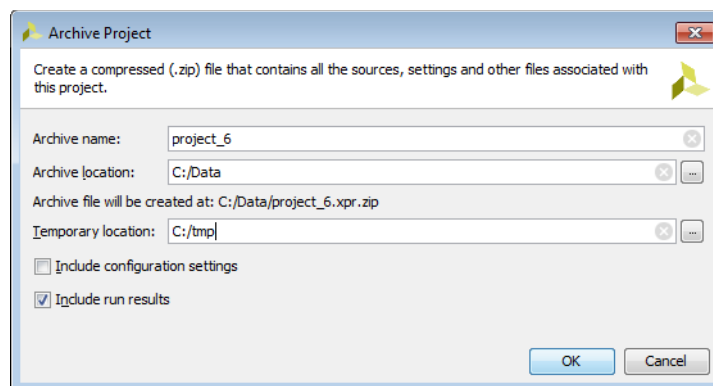 Archive Project
Create a compressed (.zip) file that contains all the sources, settings and other files associated with
this project.
Archive name: project_6
Archive location: C:/Data ...
Archive file will be created at: C:/Data/project_6.xpr.zip
Temporary location: C:/tmp ...
Include configuration settings
Include run results
OK Cancel